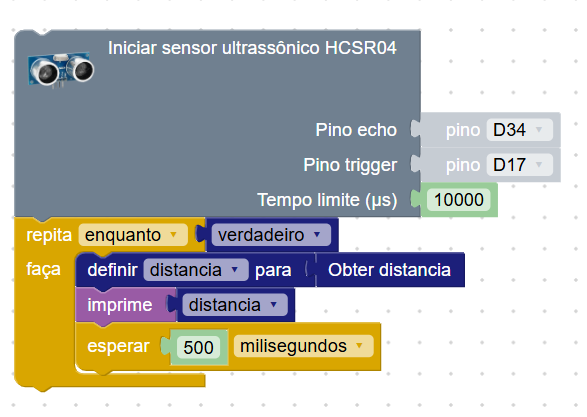 Iniciar sensor ultrassônico HCSR04
Pino echo pino D34
Pino trigger pino D17
Tempo limite (µs) 10000
repita enquanto verdadeiro
faça definir distancia para Obter distancia
imprime distancia
esperar 500 milisegundos